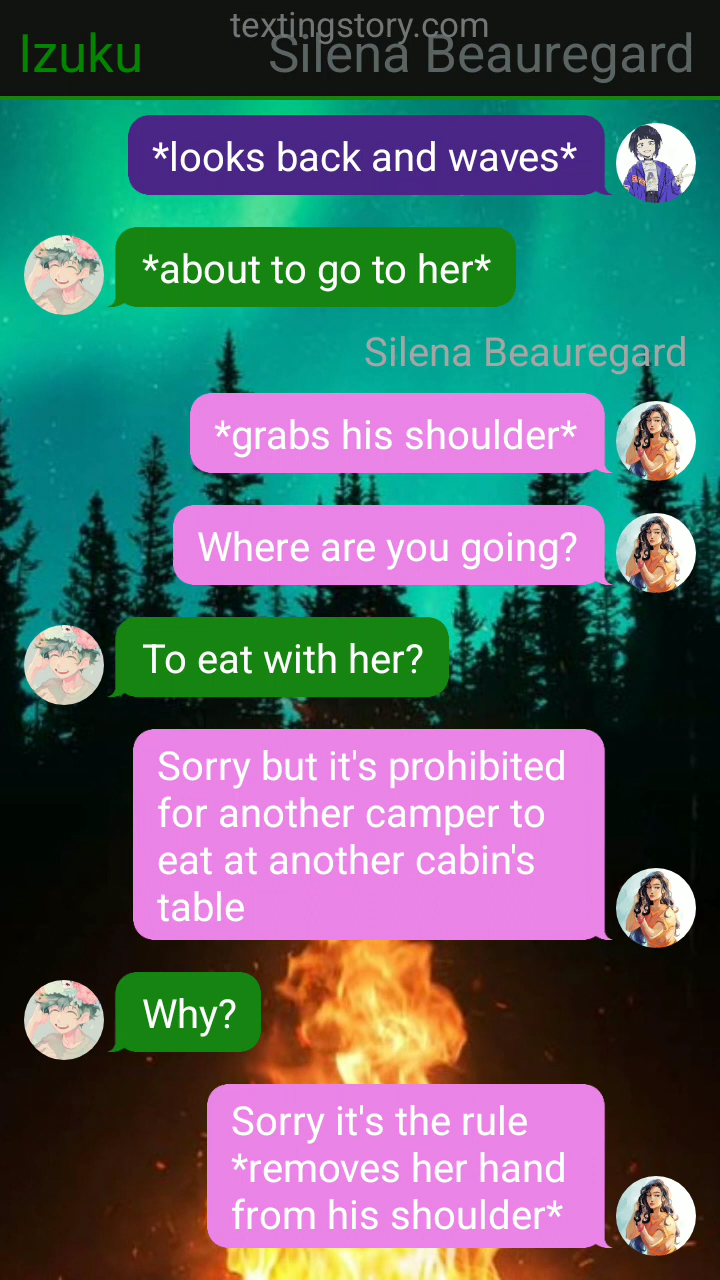 textingstory.com
Izuku
Silena Beauregard
*looks back and waves*
*about to go to her*
Silena Beauregard
*grabs his shoulder*
Where are you going?
To eat with her?
Sorry but it's prohibited
for another camper to
eat at another cabin's
table
Why?
Sorry it's the rule
*removes her hand
from his shoulder*